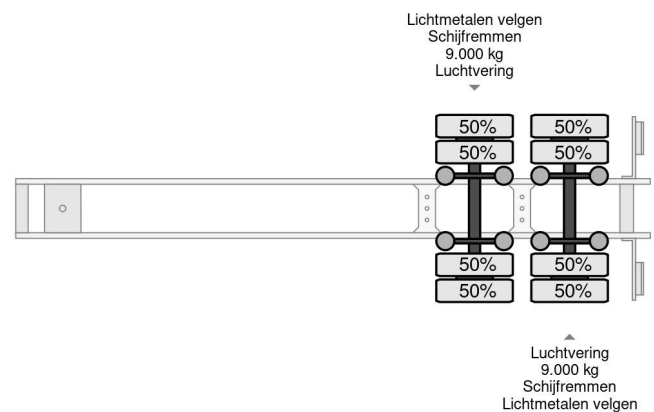 Lichtmetalen velgen
Schijfremmen
9.000 kg
Luchtvering
50% 50%
50% 50%
50% 50%
50% 50%
Luchtvering
9.000 kg
Schijfremmen
Lichtmetalen velgen